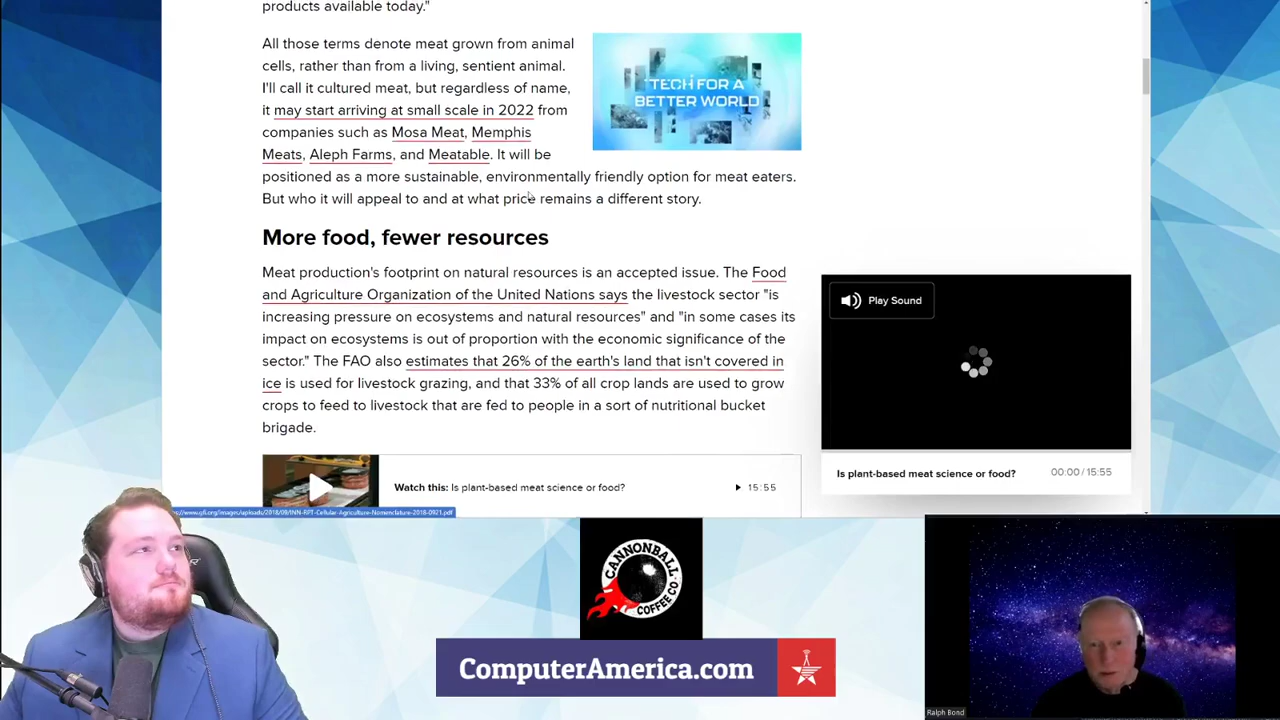 products available today."
All those terms denote meat grown from animal
cells, rather than from a living, sentient animal.
I'll call it cultured meat, but regardless of name,
it may start arriving at small scale in 2022 from
companies such as Mosa Meat, Memphis
Meats, Aleph Farms, and Meatable. It will be
positioned as a more sustainable, environmentally friendly option for meat eaters.
But who it will appeal to and at what price remains a different story.
TECH FOR A
BETTER WORLD
More food, fewer resources
Meat production's footprint on natural resources is an accepted issue. The Food
and Agriculture Organization of the United Nations says the livestock sector "is
increasing pressure on ecosystems and natural resources" and "in some cases its
impact on ecosystems is out of proportion with the economic significance of the
sector." The FAO also estimates that 26% of the earth's land that isn't covered in
ice is used for livestock grazing, and that 33% of all crop lands are used to grow
crops to feed to livestock that are fed to people in a sort of nutritional bucket
brigade.
Watch this: Is plant-based meat science or food?
15:55
Play Sound
Is plant-based meat science or food?
00:00 / 15:55
CANNONBALL
COFFEE CO
ComputerAmerica.com
Ralph Bond